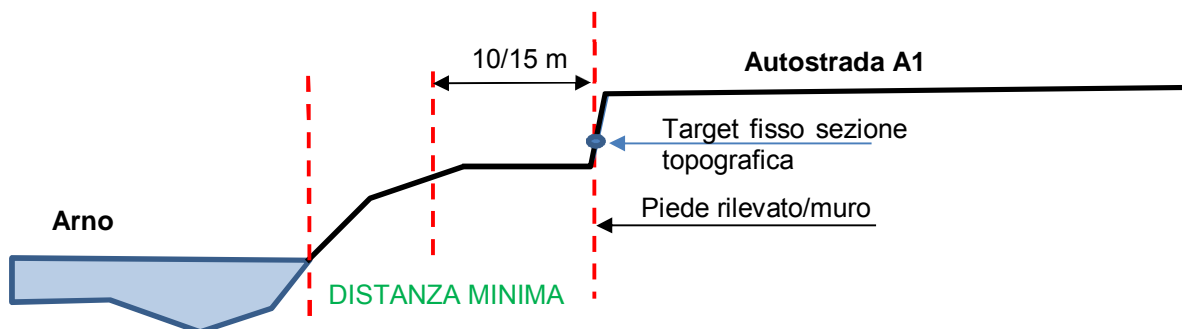 10/15 m
Autostrada A1
Target fisso sezione
topografica
Piede rilevato/muro
Arno
DISTANZA MINIMA